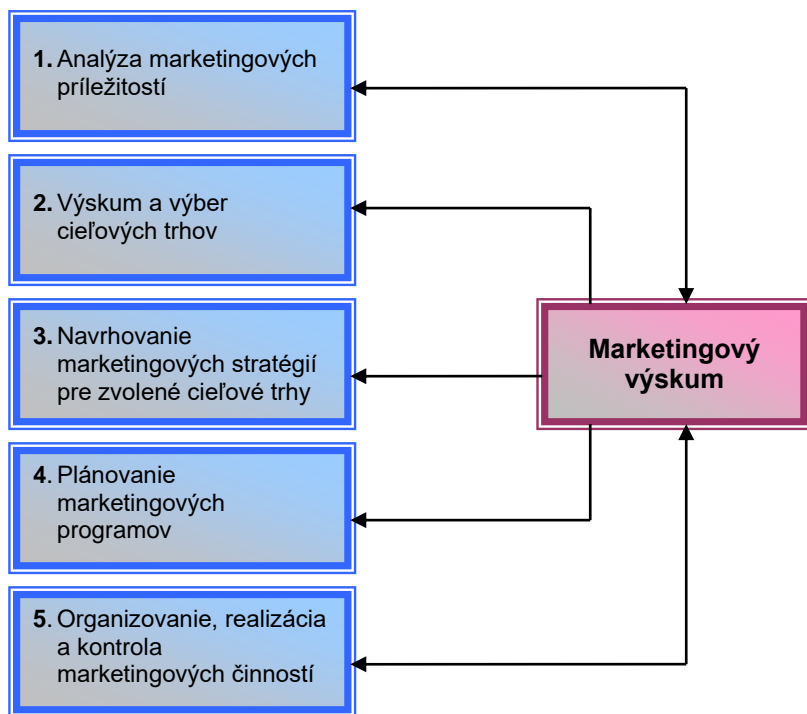 1. Analýza marketingových
príležitostí
2. Výskum a výber
cieľových trhov
3. Navrhovanie
marketingových stratégií
pre zvolené cieľové trhy
Marketingový
výskum
4. Plánovanie
marketingových
programov
5. Organizovanie, realizácia
a kontrola
marketingových činností